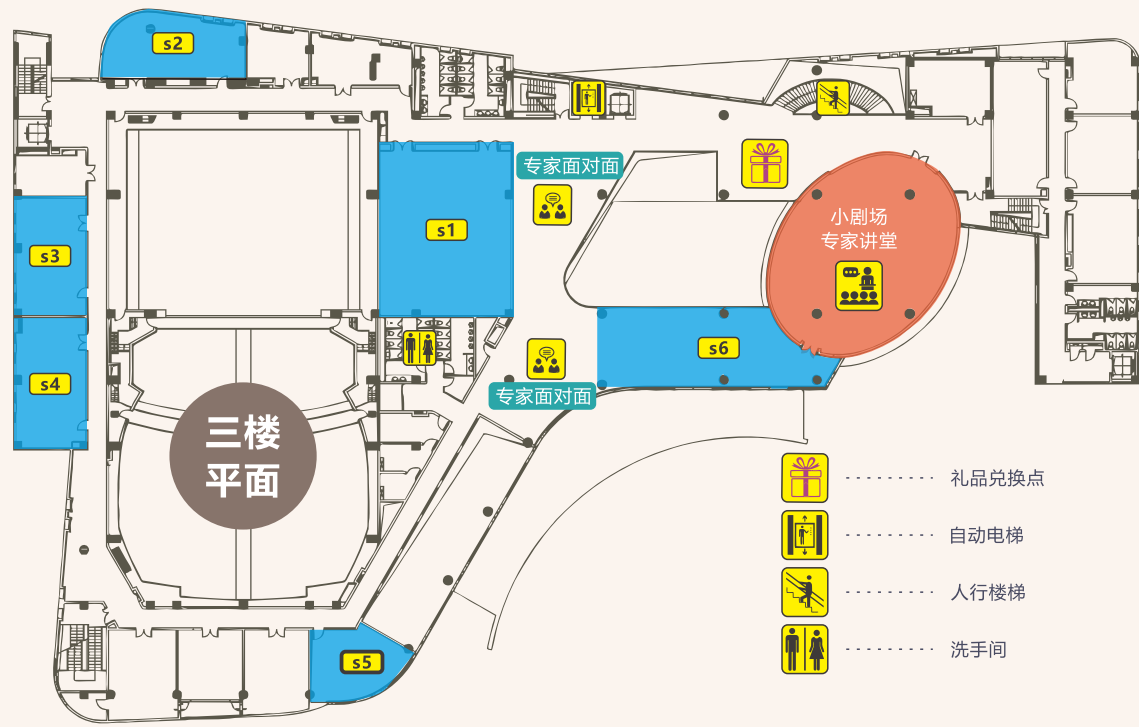 s2
专家面对面
小剧场
专家讲堂
s1
s3
s6
s4
专家面对面
三楼
平面
礼品兑换点
自动电梯
人行楼梯
洗手间
s5